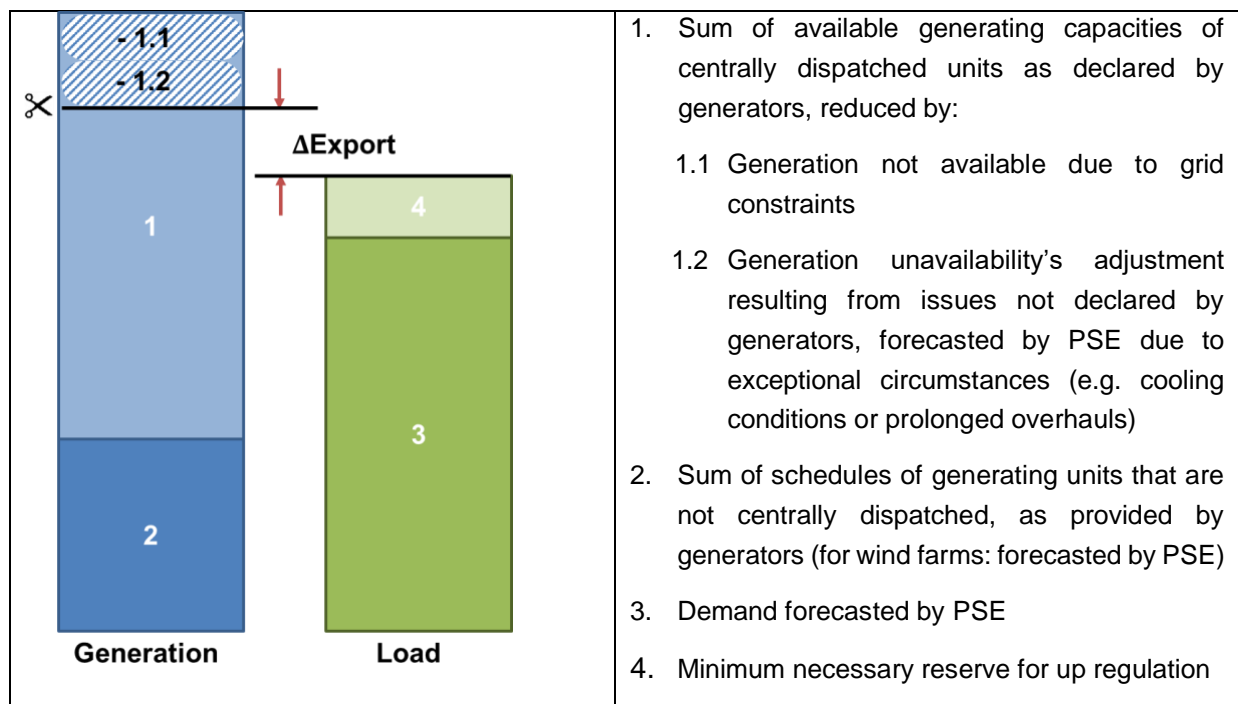 - 1.1
- 1.2
ΔExport
1
4
3
2
Generation
Load
1. Sum of available generating capacities of
centrally dispatched units as declared by
generators, reduced by:
1.1 Generation not available due to grid
constraints
1.2 Generation unavailability's adjustment
resulting from issues not declared by
generators, forecasted by PSE due to
exceptional circumstances (e.g. cooling
conditions or prolonged overhauls)
2. Sum of schedules of generating units that are
not centrally dispatched, as provided by
generators (for wind farms: forecasted by PSE)
3. Demand forecasted by PSE
4. Minimum necessary reserve for up regulation